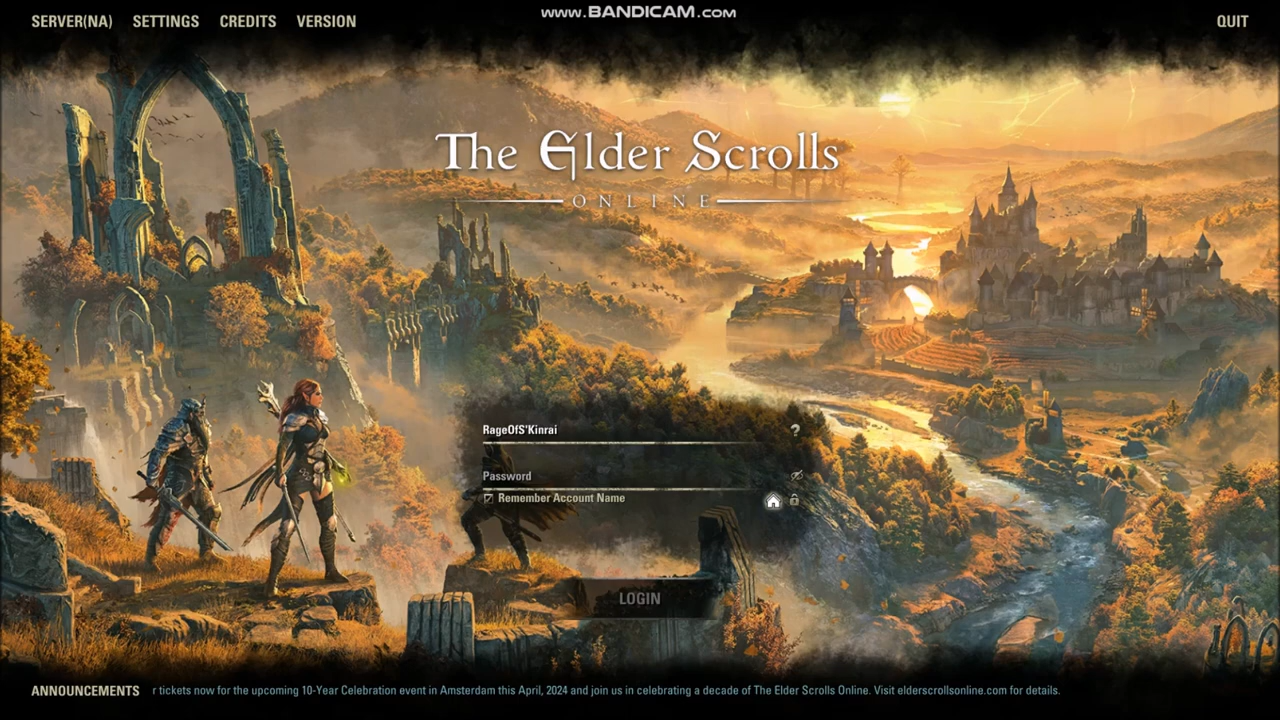 SERVER(NA) SETTINGS CREDITS VERSION www.BANDICAM.com QUIT
The Elder Scrolls
ONLINE
RageOfS'Kinrai ?
Password
Remember Account Name
LOGIN
ANNOUNCEMENTS r tickets now for the upcoming 10-Year Celebration event in Amsterdam this April, 2024 and join us in celebrating a decade of The Elder Scrolls Online. Visit elderscrollsonline.com for details.